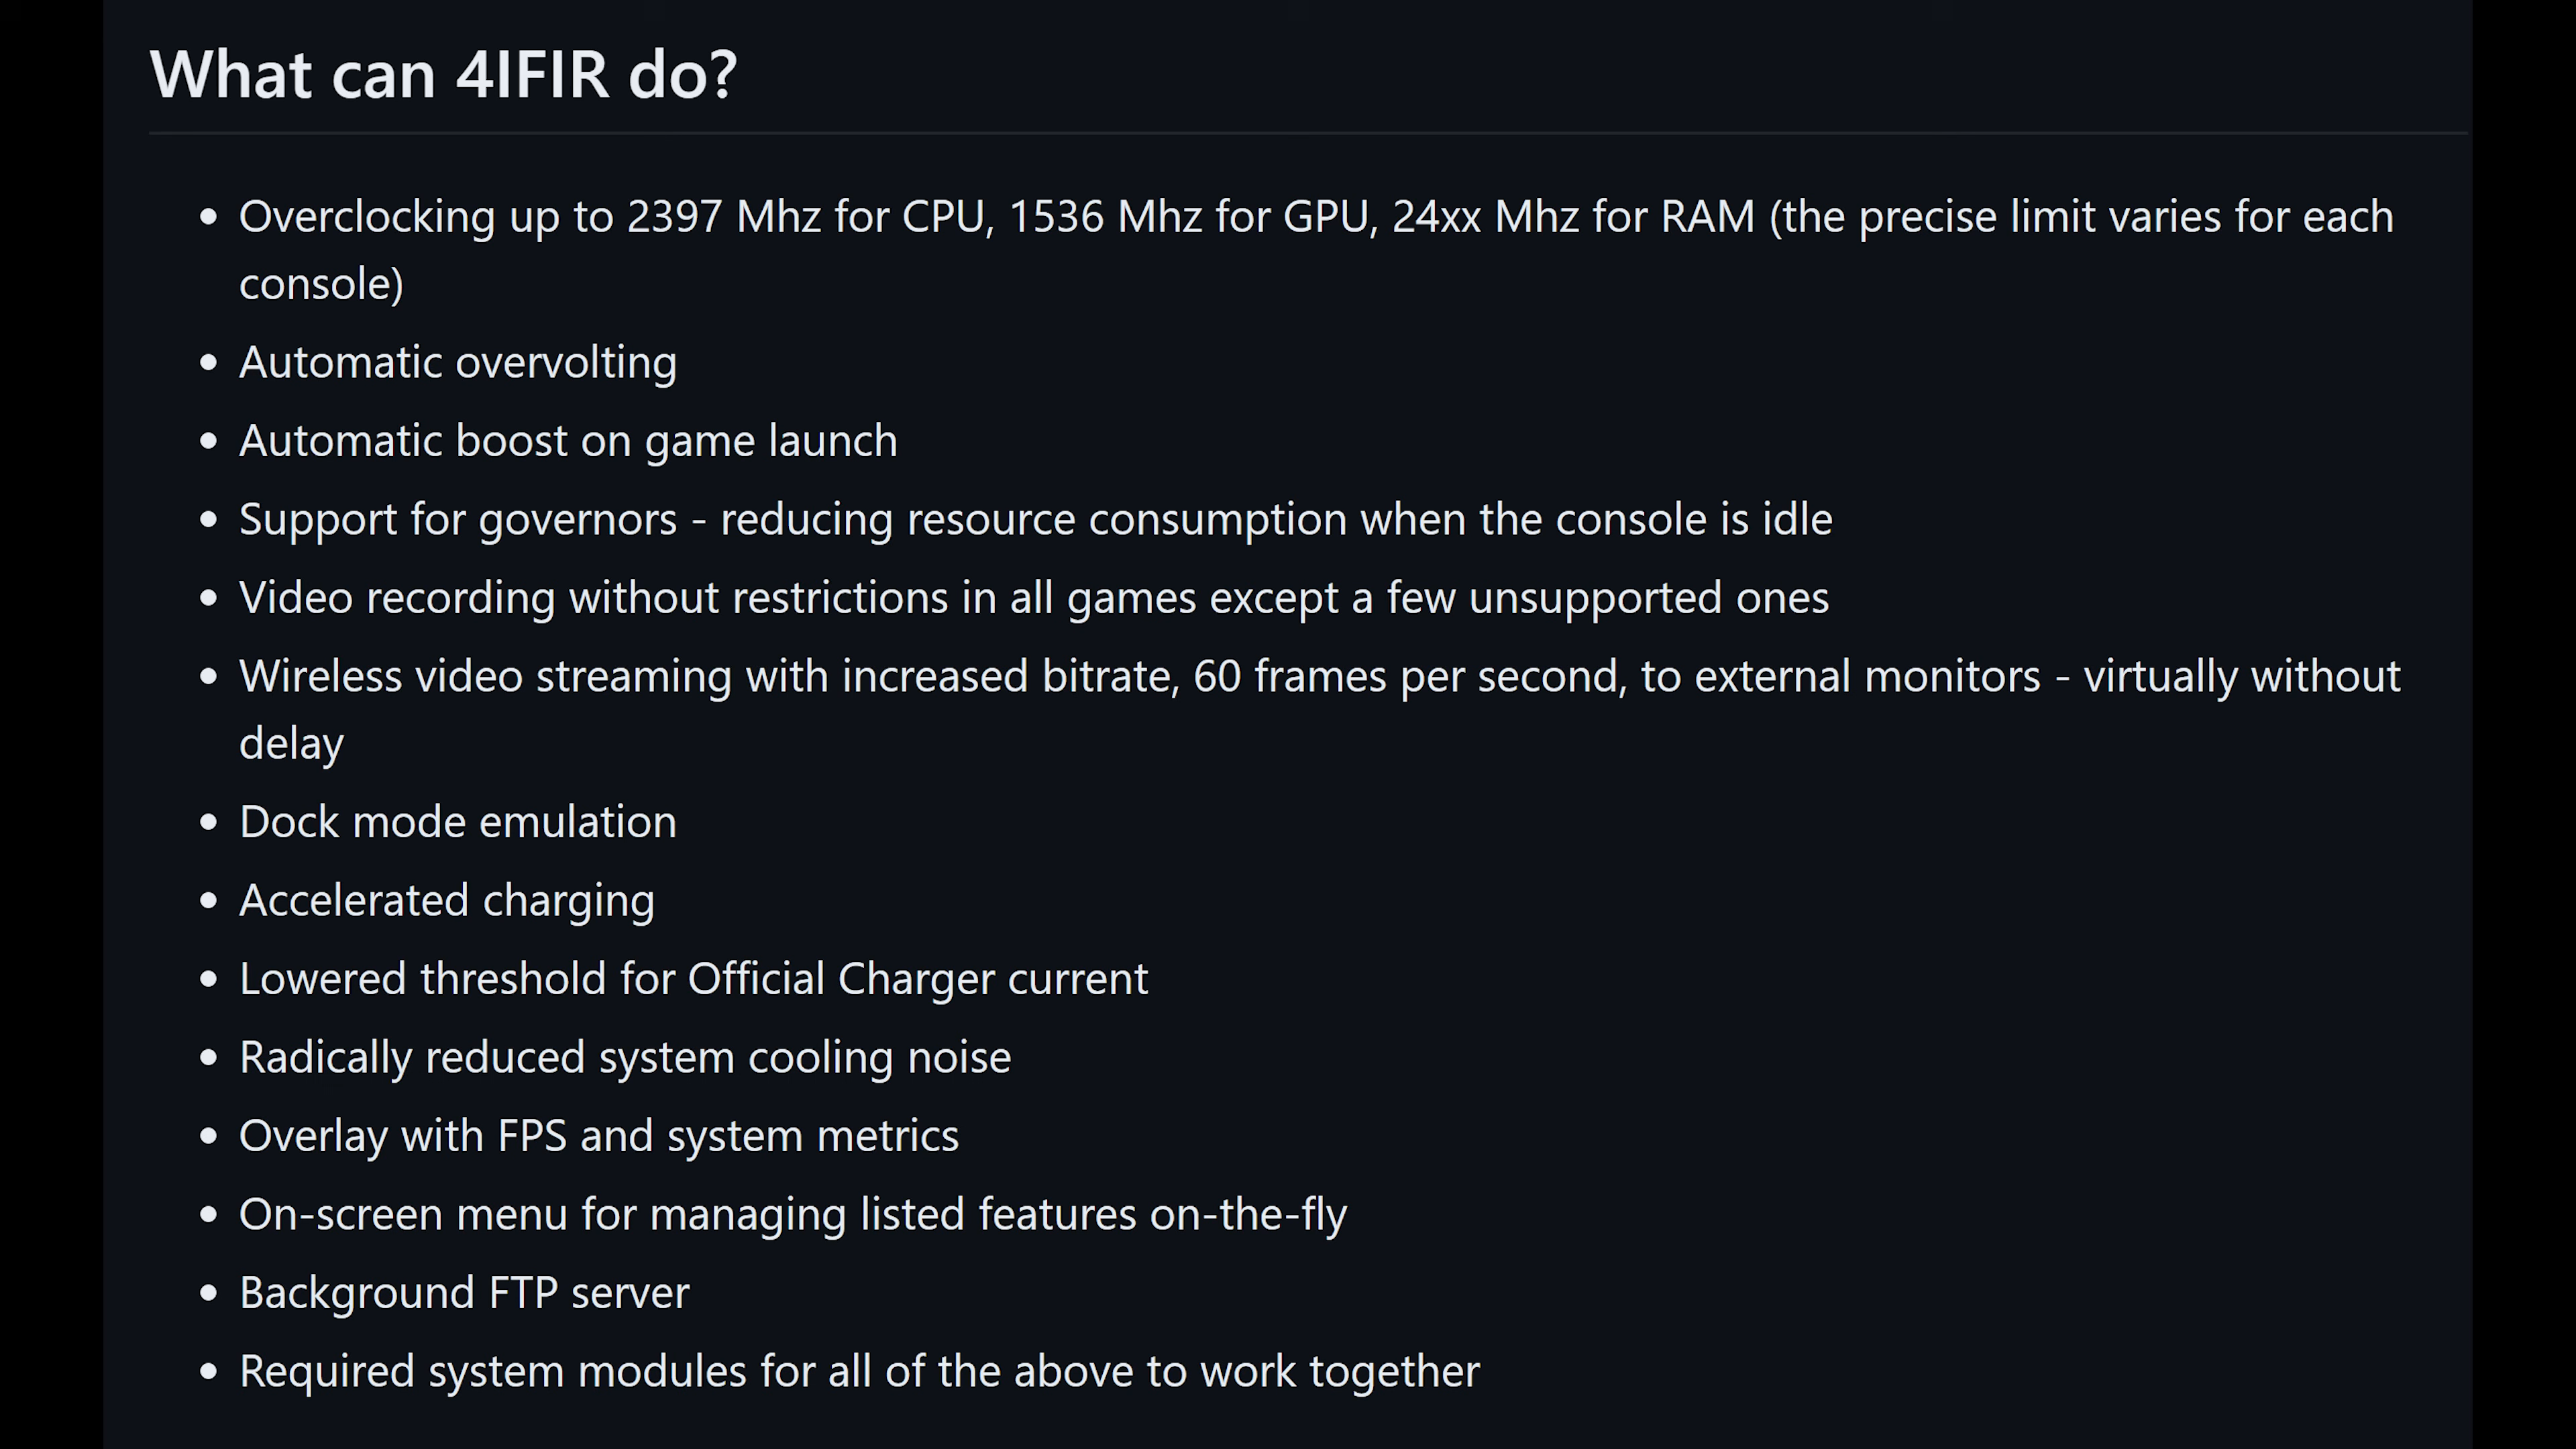 What can 4IFIR do?
• Overclocking up to 2397 Mhz for CPU, 1536 Mhz for GPU, 24xx Mhz for RAM (the precise limit varies for each
console)
• Automatic overvolting
• Automatic boost on game launch
• Support for governors - reducing resource consumption when the console is idle
• Video recording without restrictions in all games except a few unsupported ones
• Wireless video streaming with increased bitrate, 60 frames per second, to external monitors - virtually without
delay
• Dock mode emulation
• Accelerated charging
• Lowered threshold for Official Charger current
• Radically reduced system cooling noise
• Overlay with FPS and system metrics
• On-screen menu for managing listed features on-the-fly
• Background FTP server
• Required system modules for all of the above to work together